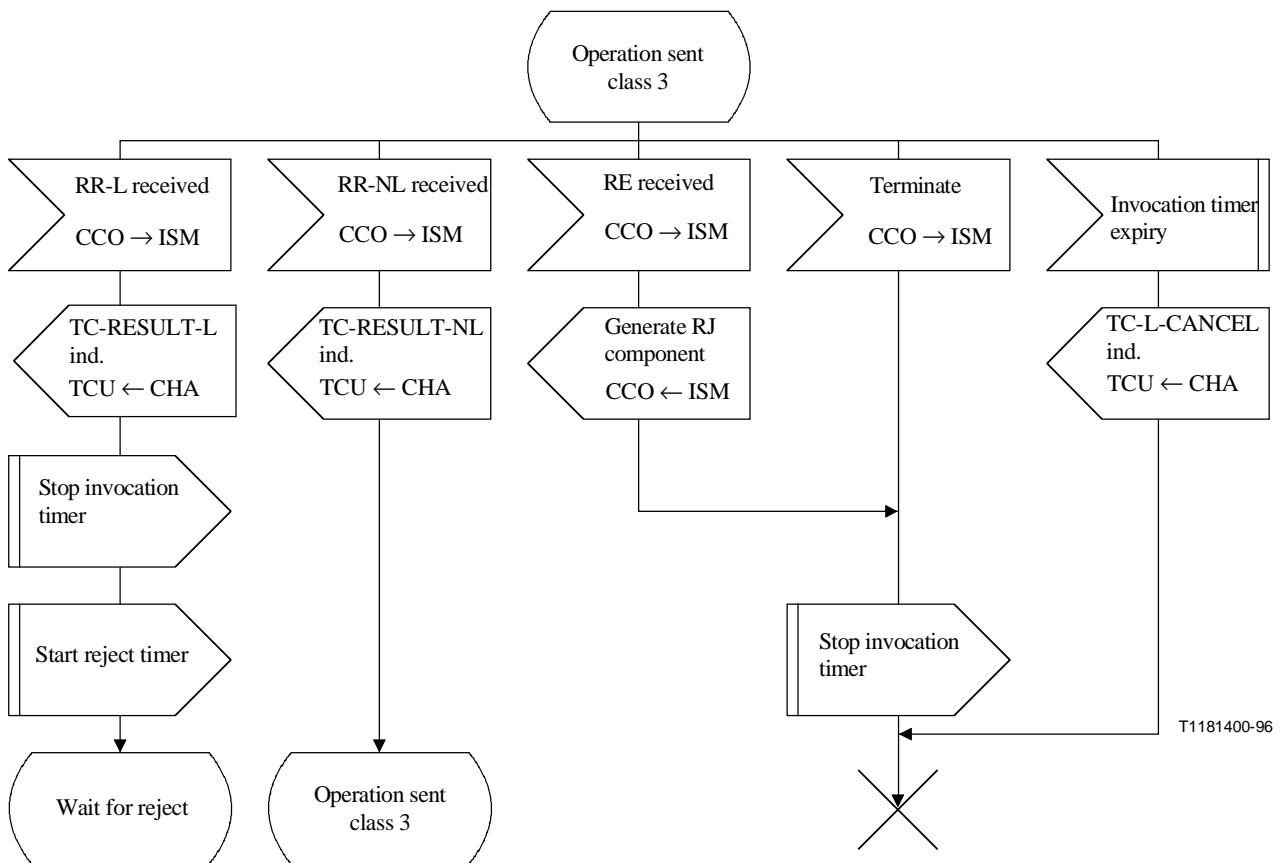 Operation sent
class 3
RR-L received
CCO → ISM
RR-NL received
CCO → ISM
RE received
CCO → ISM
Terminate
CCO → ISM
Invocation timer
expiry
TC-RESULT-L
ind.
TCU ← CHA
TC-RESULT-NL
ind.
TCU ← CHA
Generate RJ
component
CCO ← ISM
TC-L-CANCEL
ind.
TCU ← CHA
Stop invocation
timer
Start reject timer
Stop invocation
timer
T1181400-96
Wait for reject
Operation sent
class 3